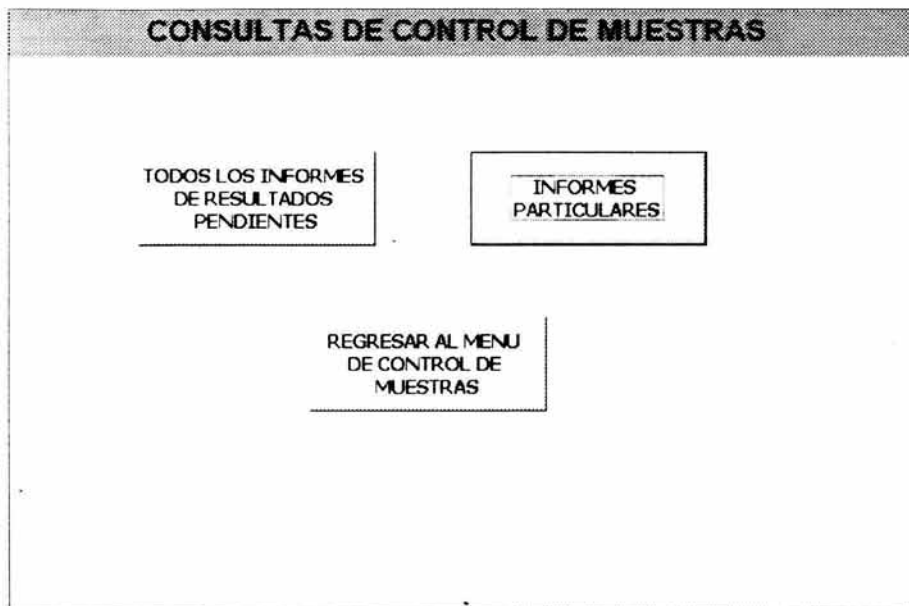 CONSULTAS DE CONTROL DE MUESTRAS
TODOS LOS INFORMES
DE RESULTADOS
PENDIENTES
INFORMES
PARTICULARES
REGRESAR AL MENU
DE CONTROL DE
MUESTRAS